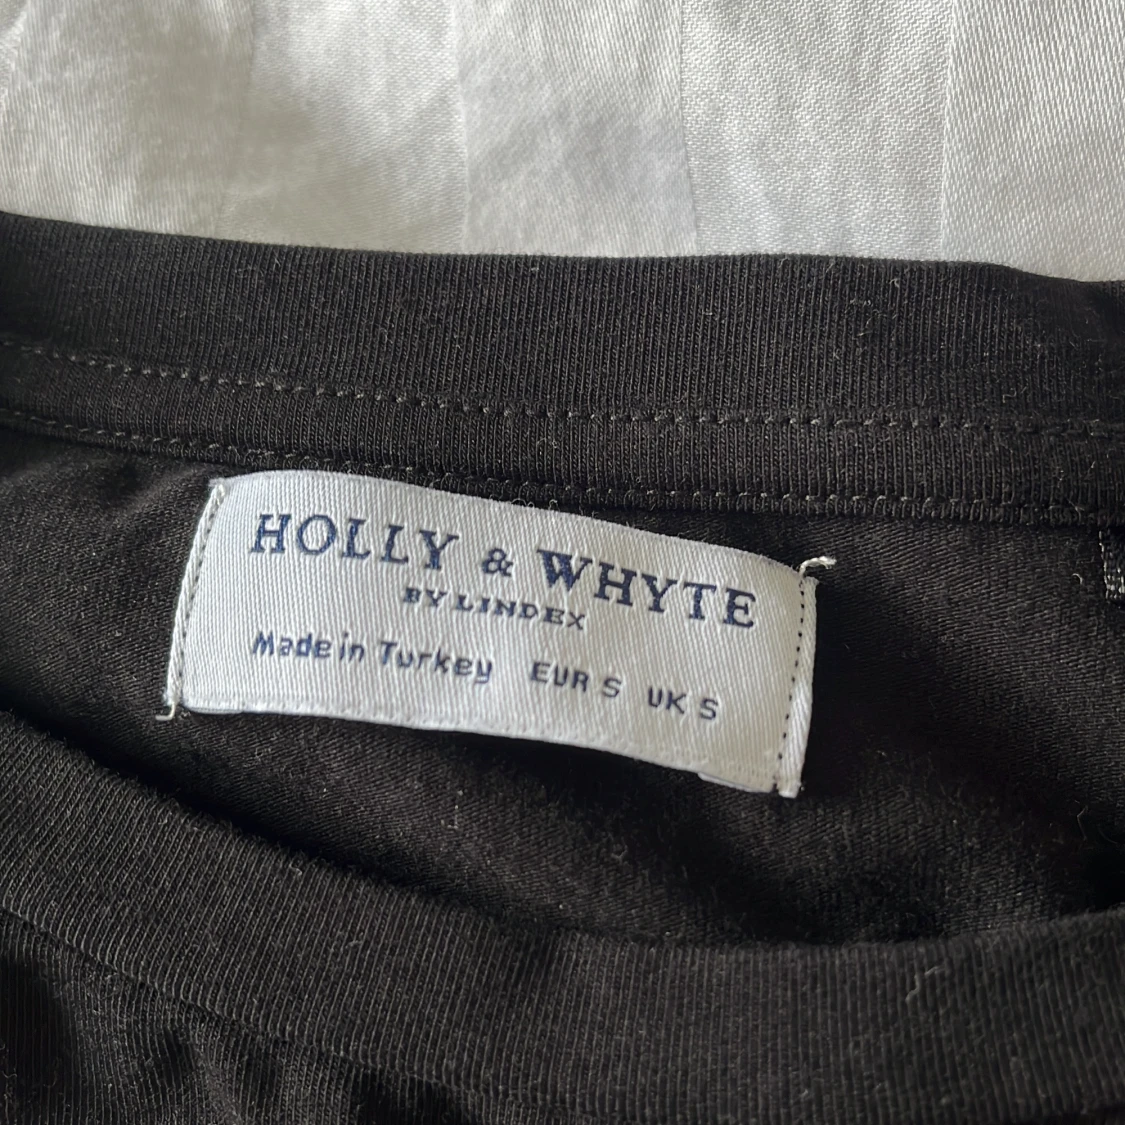 HOLLY & WHYTE
BY LINDEX
Made in Turkey EUR S UK S